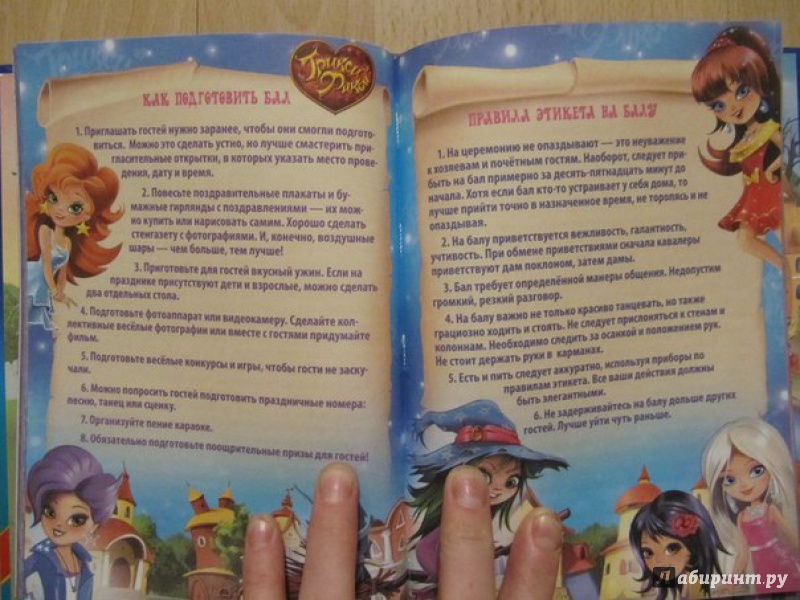 Трикси
Фикси
КАК ПОДГОТОВИТЬ БАЛ
1. Приглашать гостей нужно заранее, чтобы они смогли подгото-
виться. Можно это сделать устно, но лучше смастерить при-
гласительные открытки, в которых указать место прове-
дения, дату и время.
2. Повесьте поздравительные плакаты и бу-
мажные гирлянды с поздравлениями — их мож-
но купить или нарисовать самим. Хорошо сделать
стенгазету с фотографиями. И, конечно, воздушные
шары — чем больше, тем лучше!
3. Приготовьте для гостей вкусный ужин. Если на
празднике присутствуют дети и взрослые, можно сделать
два отдельных стола.
4. Подготовьте фотоаппарат или видеокамеру. Сделайте кол-
лективные весёлые фотографии или вместе с гостями придумайте
фильм.
5. Подготовьте весёлые конкурсы и игры, чтобы гости не заску-
чали.
6. Можно попросить гостей подготовить праздничные номера:
песню, танец или сценку.
7. Организуйте пение караоке.
8. Обязательно подготовьте поощрительные призы для гостей!
ПРАВИЛА ЭТИКЕТА НА БАЛУ
1. На церемонию не опаздывают — это неуважение
к хозяевам и почётным гостям. Наоборот, следует при-
быть на бал примерно за десять-пятнадцать минут до
начала. Хотя если бал кто-то устраивает у себя дома, то
лучше прийти точно в назначенное время, не торопясь и не
опаздывая.
2. На балу приветствуется вежливость, галантность,
учтивость. При обмене приветствиями сначала кавалеры
приветствуют дам поклоном, затем дамы.
3. Бал требует определённой манеры общения. Недопустим
громкий, резкий разговор.
4. На балу важно не только красиво танцевать, но также
грациозно ходить и стоять. Не следует прислоняться к стенам и
колоннам. Необходимо следить за осанкой и положением рук.
Не стоит держать руки в карманах.
5. Есть и пить следует аккуратно, используя приборы по
правилам этикета. Все ваши действия должны
быть элегантными.
6. Не задерживайтесь на балу дольше других
гостей. Лучше уйти чуть раньше.
Лабиринт.ру